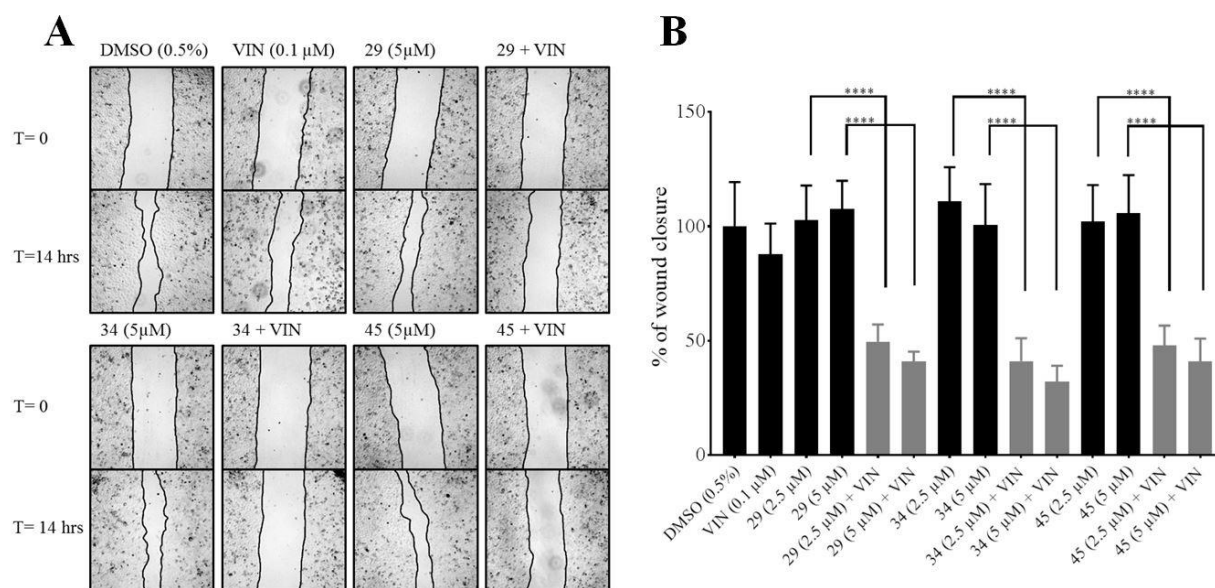 A
DMSO (0.5%) VIN (0.1 µM) 29 (5µM) 29 + VIN
T= 0
T=14 hrs
34 (5µM) 34 + VIN 45 (5µM) 45 + VIN
T= 0
T= 14 hrs
B
% of wound closure
150
100
50
0
**** **** ****
**** **** ****
DMSO (0.5%)
VIN (0.1 µM)
29 (2.5 µM)
29 (5 µM)
29 (2.5 µM) + VIN
29 (5 µM) + VIN
34 (2.5 µM)
34 (5 µM)
34 (2.5 µM) + VIN
34 (5 µM) + VIN
45 (2.5 µM)
45 (5 µM)
45 (2.5 µM) + VIN
45 (5 µM) + VIN